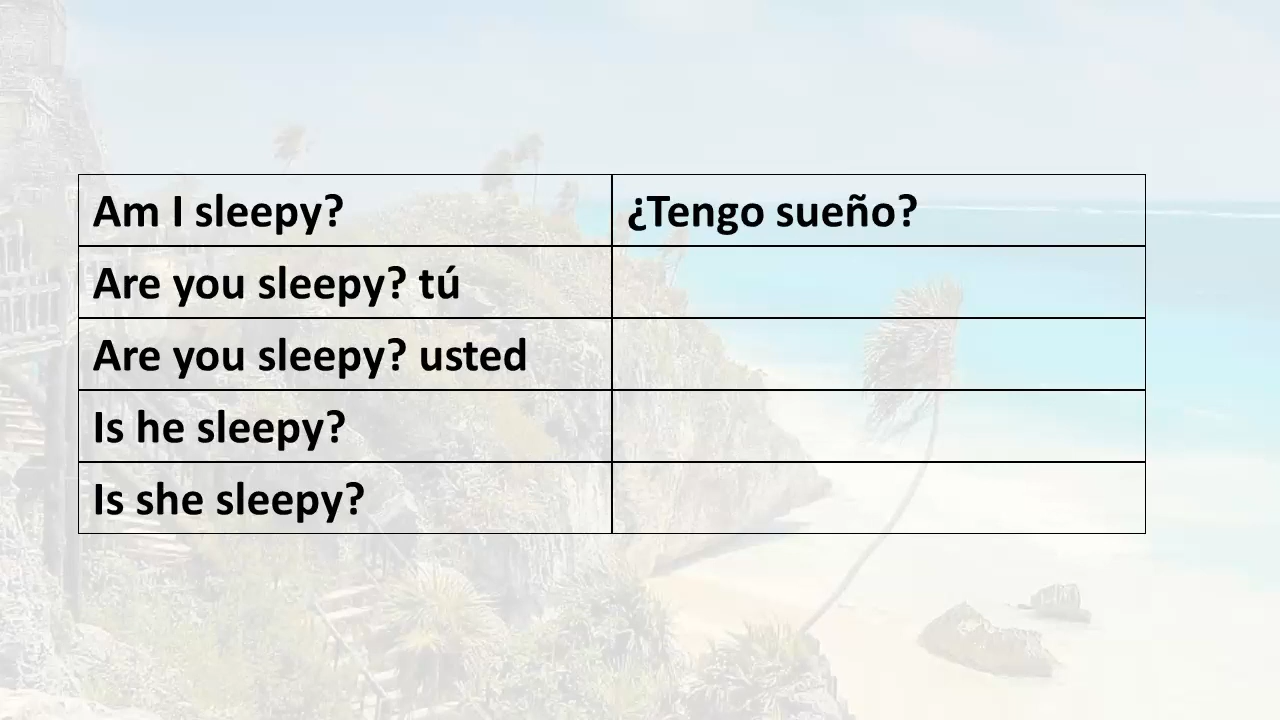 Am I sleepy? ¿Tengo sueño?
Are you sleepy? tú
Are you sleepy? usted
Is he sleepy?
Is she sleepy?